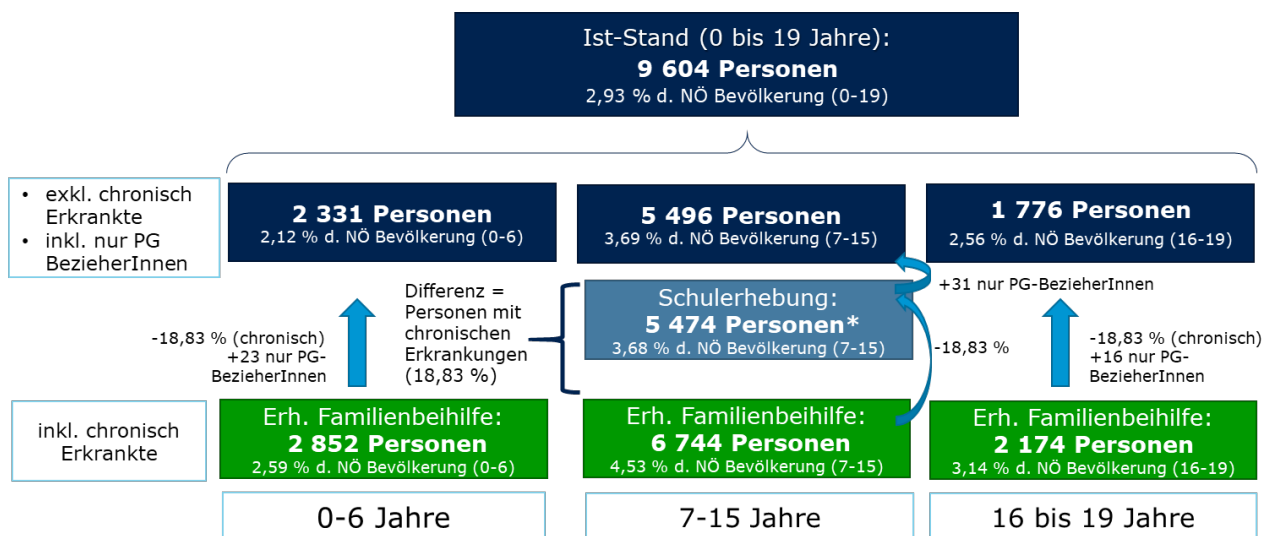 Ist-Stand (0 bis 19 Jahre):
9 604 Personen
2,93 % d. NÖ Bevölkerung (0-19)
• exkl. chronisch
Erkrankte
• inkl. nur PG
BezieherInnen
2 331 Personen
2,12 % d. NÖ Bevölkerung (0-6)
5 496 Personen
3,69 % d. NÖ Bevölkerung (7-15)
1 776 Personen
2,56 % d. NÖ Bevölkerung (16-19)
-18,83 % (chronisch)
+23 nur PG-
BezieherInnen
Differenz =
Personen mit
chronischen
Erkrankungen
(18,83 %)
Schulerhebung:
5 474 Personen*
3,68 % d. NÖ Bevölkerung (7-15)
+31 nur PG-BezieherInnen
-18,83 %
-18,83 % (chronisch)
+16 nur PG-
BezieherInnen
inkl. chronisch
Erkrankte
Erh. Familienbeihilfe:
2 852 Personen
2,59 % d. NÖ Bevölkerung (0-6)
Erh. Familienbeihilfe:
6 744 Personen
4,53 % d. NÖ Bevölkerung (7-15)
Erh. Familienbeihilfe:
2 174 Personen
3,14 % d. NÖ Bevölkerung (16-19)
0-6 Jahre
7-15 Jahre
16 bis 19 Jahre